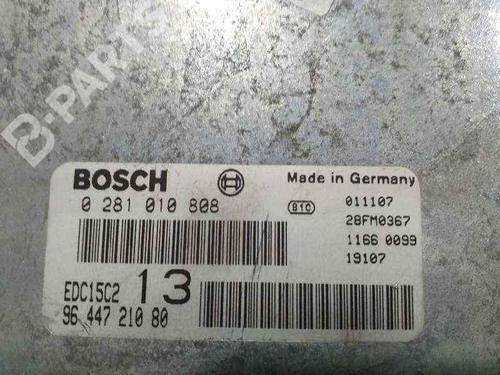 B-PARTS
BOSCH
Made in Germany
0 281 010 808
810
011107
28FM0367
1166 0099
19107
EDC15C2 13
96 447 210 80